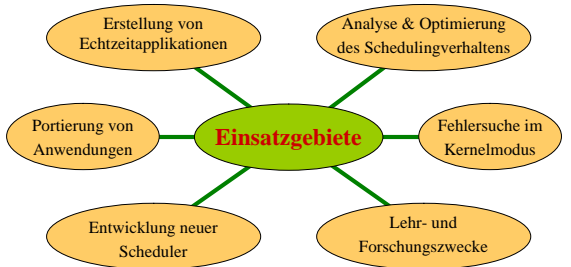 Erstellung von
Echtzeitapplikationen
Analyse & Optimierung
des Schedulingverhaltens
Portierung von
Anwendungen
Einsatzgebiete
Fehlersuche im
Kernelmodus
Entwicklung neuer
Scheduler
Lehr- und
Forschungszwecke